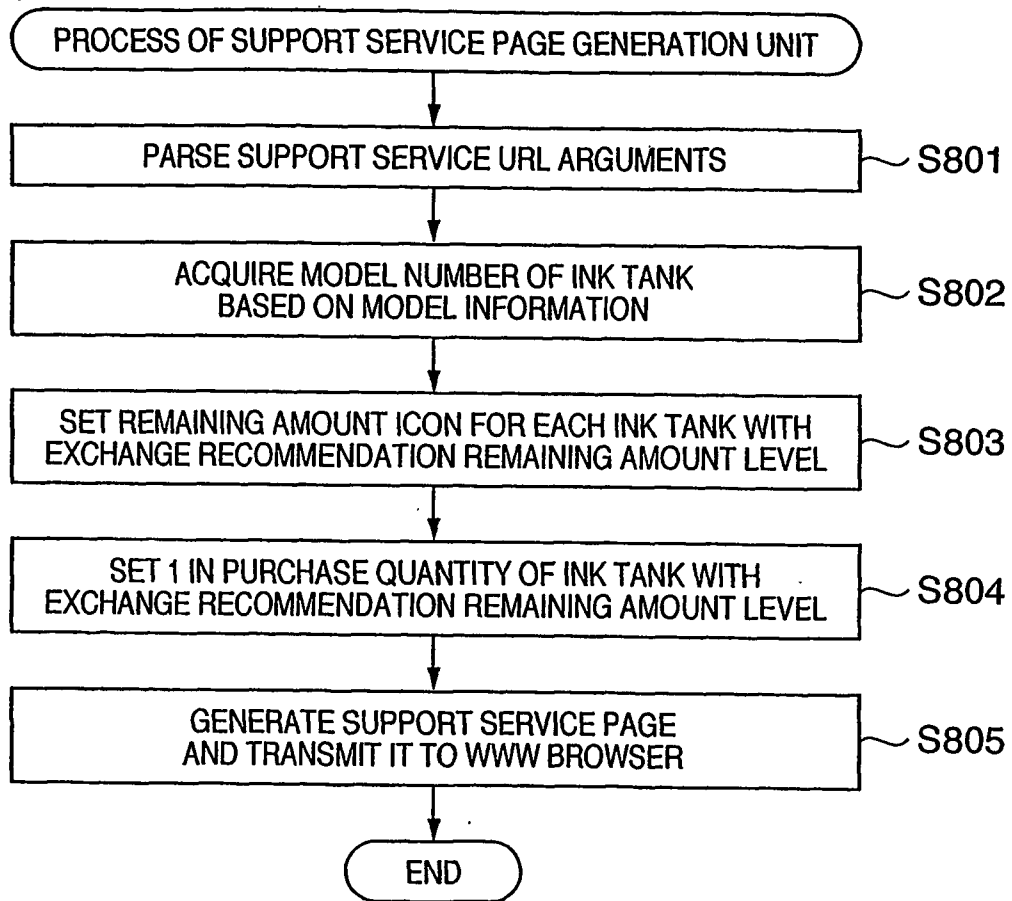 PROCESS OF SUPPORT SERVICE PAGE GENERATION UNIT
PARSE SUPPORT SERVICE URL ARGUMENTS
S801
ACQUIRE MODEL NUMBER OF INK TANK
BASED ON MODEL INFORMATION
S802
SET REMAINING AMOUNT ICON FOR EACH INK TANK WITH
EXCHANGE RECOMMENDATION REMAINING AMOUNT LEVEL
S803
SET 1 IN PURCHASE QUANTITY OF INK TANK WITH
EXCHANGE RECOMMENDATION REMAINING AMOUNT LEVEL
S804
GENERATE SUPPORT SERVICE PAGE
AND TRANSMIT IT TO WWW BROWSER
S805
END